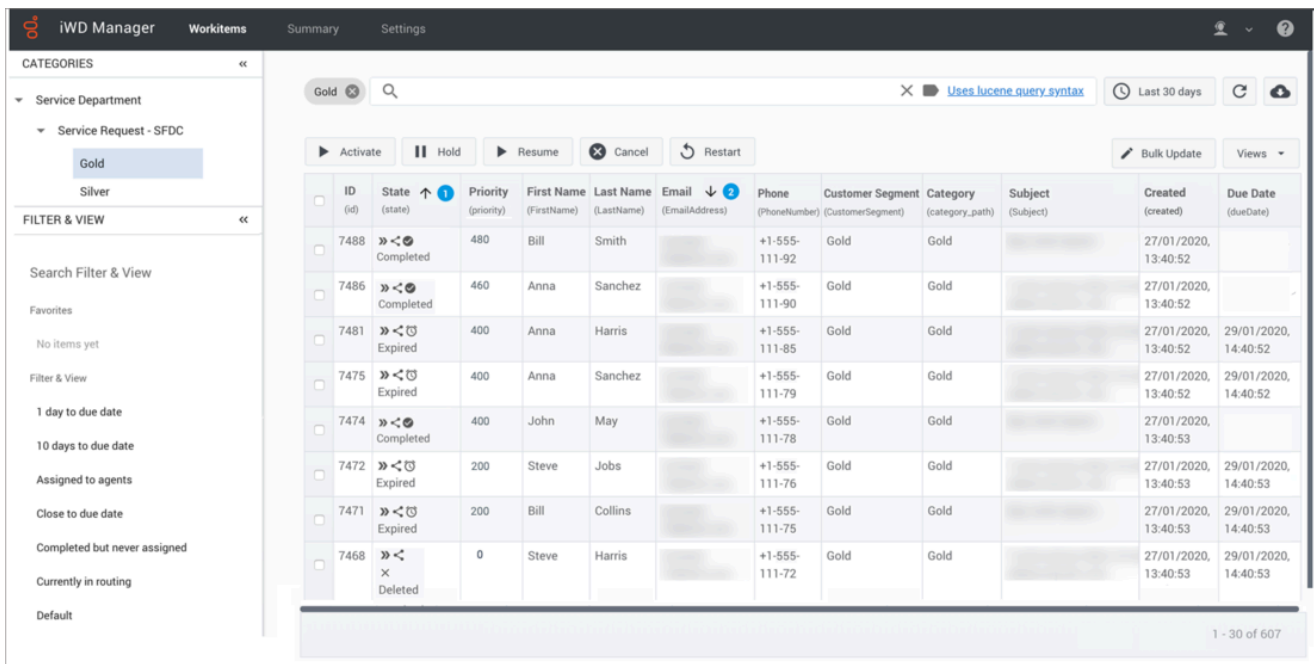 iWD Manager Workitems Summary Settings
CATEGORIES
Service Department
Service Request - SFDC
Gold
Silver
FILTER & VIEW
Search Filter & View
Favorites
No items yet
Filter & View
1 day to due date
10 days to due date
Assigned to agents
Close to due date
Completed but never assigned
Currently in routing
Default
Gold Uses lucene query syntax Last 30 days
Activate Hold Resume Cancel Restart Bulk Update Views
ID State 1 Priority First Name Last Name Email 2 Phone Customer Segment Category Subject Created Due Date
(id) (state) (priority) (FirstName) (LastName) (EmailAddress) (PhoneNumber) (CustomerSegment) (category_path) (Subject) (created) (dueDate)
7488 480 Bill Smith +1-555- Gold Gold 27/01/2020,
Completed 111-92 13:40:52
7486 460 Anna Sanchez +1-555- Gold Gold 27/01/2020,
Completed 111-90 13:40:52
7481 400 Anna Harris +1-555- Gold Gold 27/01/2020, 29/01/2020,
Expired 111-85 13:40:52 14:40:52
7475 400 Anna Sanchez +1-555- Gold Gold 27/01/2020, 29/01/2020,
Expired 111-79 13:40:52 14:40:52
7474 400 John May +1-555- Gold Gold 27/01/2020,
Completed 111-78 13:40:53
7472 200 Steve Jobs +1-555- Gold Gold 27/01/2020, 29/01/2020,
Expired 111-76 13:40:53 14:40:53
7471 200 Bill Collins +1-555- Gold Gold 27/01/2020, 29/01/2020,
Expired 111-75 13:40:53 14:40:53
7468 0 Steve Harris +1-555- Gold Gold 27/01/2020, 29/01/2020,
111-72 13:40:53 14:40:53
Deleted
1 - 30 of 607